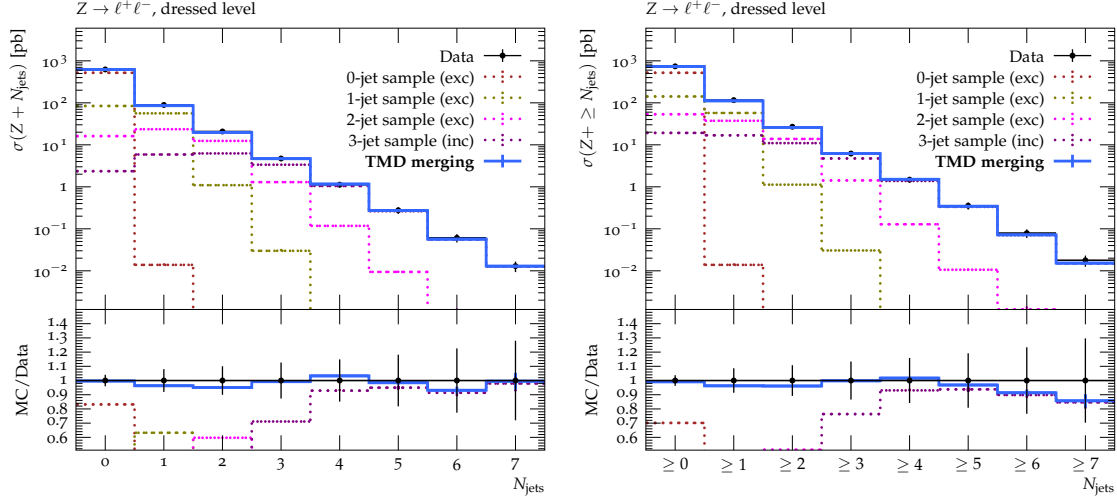 Z → ℓ⁺ℓ⁻, dressed level
σ(Z + N_jets) [pb]
10³
10²
10¹
1
10⁻¹
10⁻²
Data
0-jet sample (exc)
1-jet sample (exc)
2-jet sample (exc)
3-jet sample (inc)
TMD merging
MC/Data
1.4
1.3
1.2
1.1
1
0.9
0.8
0.7
0.6
0 1 2 3 4 5 6 7
N_jets
Z → ℓ⁺ℓ⁻, dressed level
σ(Z+ ≥ N_jets) [pb]
10³
10²
10¹
1
10⁻¹
10⁻²
Data
0-jet sample (exc)
1-jet sample (exc)
2-jet sample (exc)
3-jet sample (inc)
TMD merging
MC/Data
1.4
1.3
1.2
1.1
1
0.9
0.8
0.7
0.6
≥ 0 ≥ 1 ≥ 2 ≥ 3 ≥ 4 ≥ 5 ≥ 6 ≥ 7
N_jets